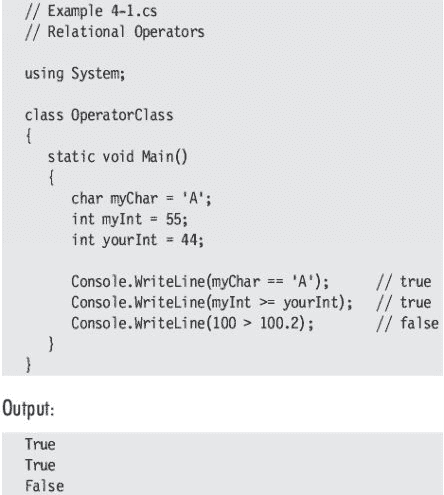 // Example 4-1.cs
// Relational Operators

using System;

class OperatorClass
{
   static void Main()
   {
      char myChar = 'A';
      int myInt = 55;
      int yourInt = 44;

      Console.WriteLine(myChar == 'A');      // true
      Console.WriteLine(myInt >= yourInt);   // true
      Console.WriteLine(100 > 100.2);        // false
   }
}

Output:

True
True
False